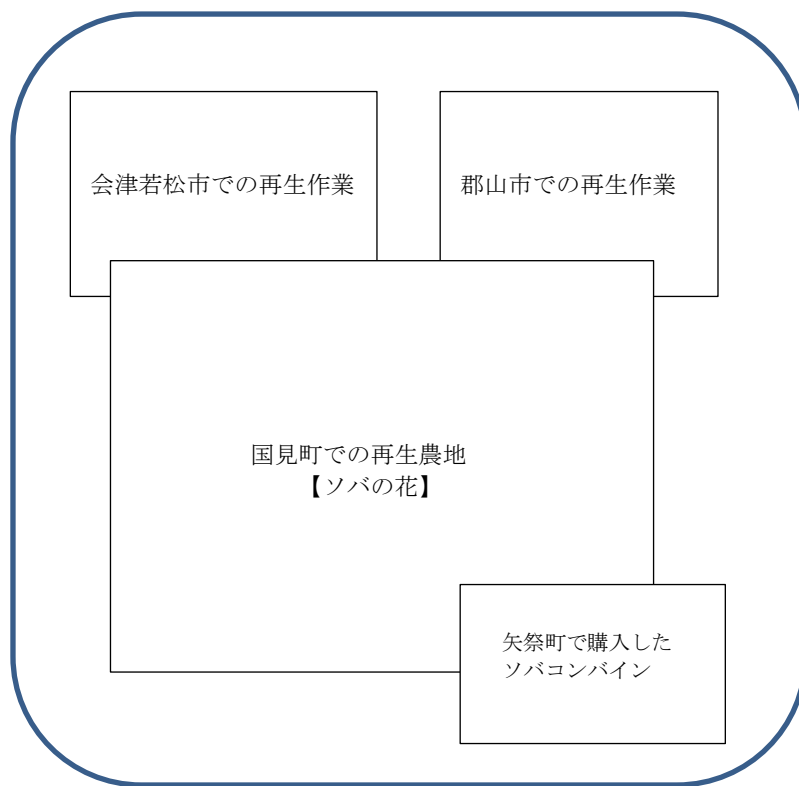 会津若松市での再生作業
郡山市での再生作業
国見町での再生農地
【ソバの花】
矢祭町で購入した
ソバコンバイン